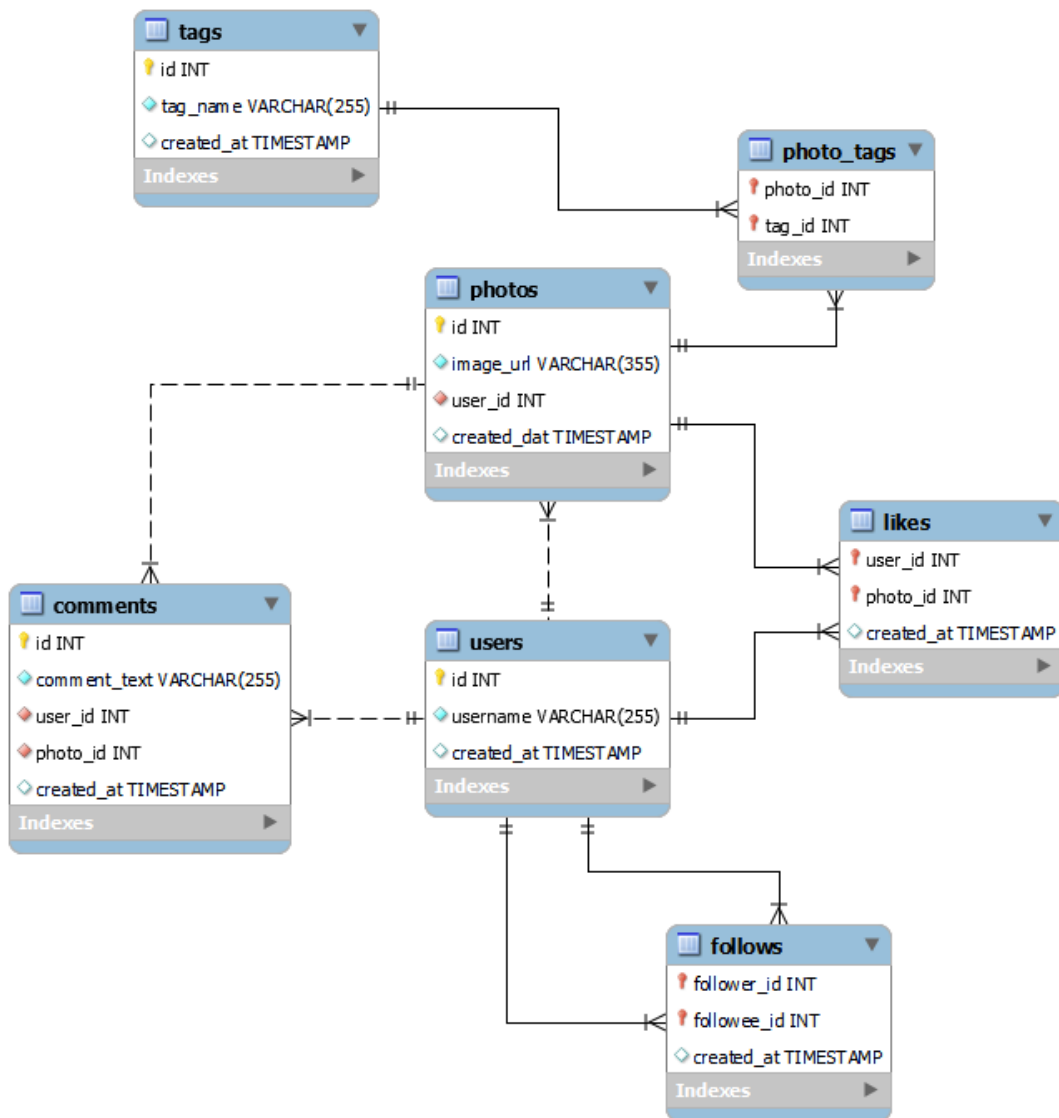 tags
id INT
tag_name VARCHAR(255)
created_at TIMESTAMP
Indexes
photo_tags
photo_id INT
tag_id INT
Indexes
photos
id INT
image_url VARCHAR(355)
user_id INT
created_dat TIMESTAMP
Indexes
likes
user_id INT
photo_id INT
created_at TIMESTAMP
Indexes
comments
id INT
comment_text VARCHAR(255)
user_id INT
photo_id INT
created_at TIMESTAMP
Indexes
users
id INT
username VARCHAR(255)
created_at TIMESTAMP
Indexes
follows
follower_id INT
followee_id INT
created_at TIMESTAMP
Indexes